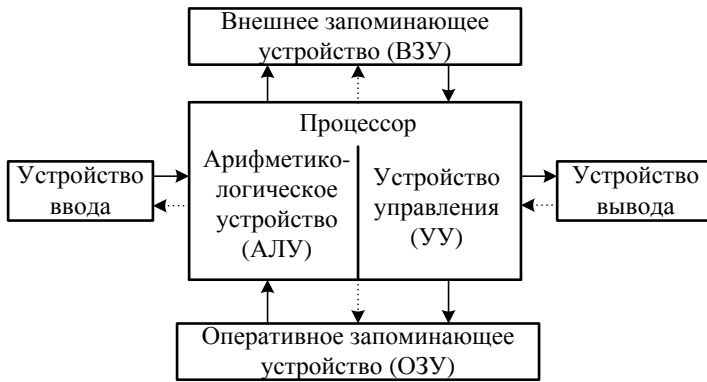 Внешнее запоминающее
устройство (ВЗУ)
Процессор
Устройство
ввода
Арифметико-
логическое
устройство
(АЛУ)
Устройство
управления
(УУ)
Устройство
вывода
Оперативное запоминающее
устройство (ОЗУ)